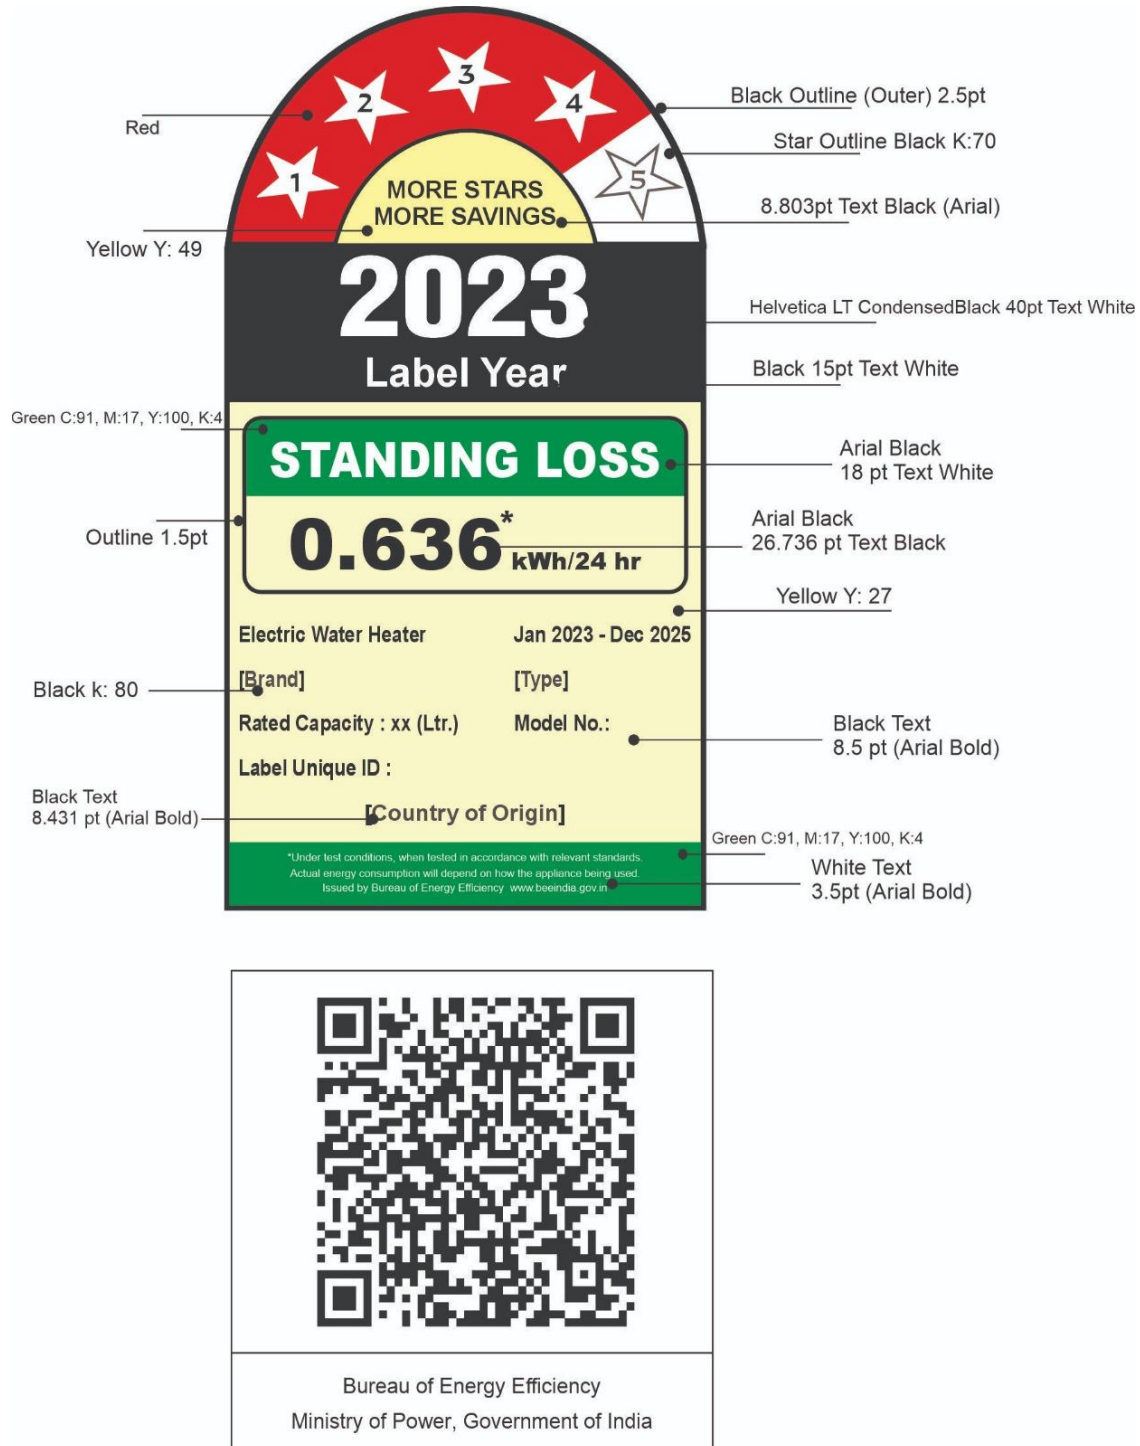 3
2
4
1
5
Black Outline (Outer) 2.5pt
Red
Star Outline Black K:70
MORE STARS
MORE SAVINGS
8.803pt Text Black (Arial)
Yellow Y: 49
2023
Helvetica LT CondensedBlack 40pt Text White
Label Year
Black 15pt Text White
Green C:91, M:17, Y:100, K:4
STANDING LOSS
Arial Black
18 pt Text White
Outline 1.5pt
0.636* kWh/24 hr
Arial Black
26.736 pt Text Black
Yellow Y: 27
Electric Water Heater
Jan 2023 - Dec 2025
[Brand]
[Type]
Black k: 80
Rated Capacity : xx (Ltr.)
Model No.:
Black Text
8.5 pt (Arial Bold)
Label Unique ID :
Black Text
8.431 pt (Arial Bold)
[Country of Origin]
Green C:91, M:17, Y:100, K:4
*Under test conditions, when tested in accordance with relevant standards.
Actual energy consumption will depend on how the appliance being used.
Issued by Bureau of Energy Efficiency www.beeindia.gov.in
White Text
3.5pt (Arial Bold)
Bureau of Energy Efficiency
Ministry of Power, Government of India